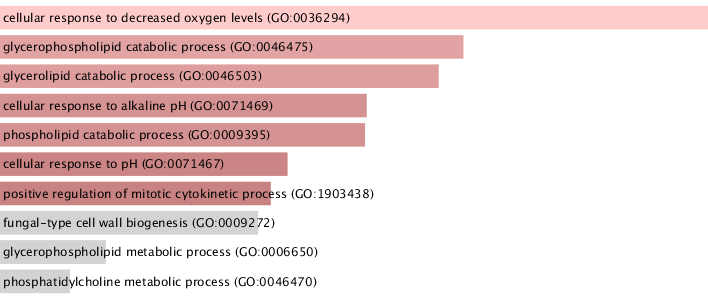 cellular response to decreased oxygen levels (GO:0036294)
glycerophospholipid catabolic process (GO:0046475)
glycerolipid catabolic process (GO:0046503)
cellular response to alkaline pH (GO:0071469)
phospholipid catabolic process (GO:0009395)
cellular response to pH (GO:0071467)
positive regulation of mitotic cytokinetic process (GO:1903438)
fungal-type cell wall biogenesis (GO:0009272)
glycerophospholipid metabolic process (GO:0006650)
phosphatidylcholine metabolic process (GO:0046470)